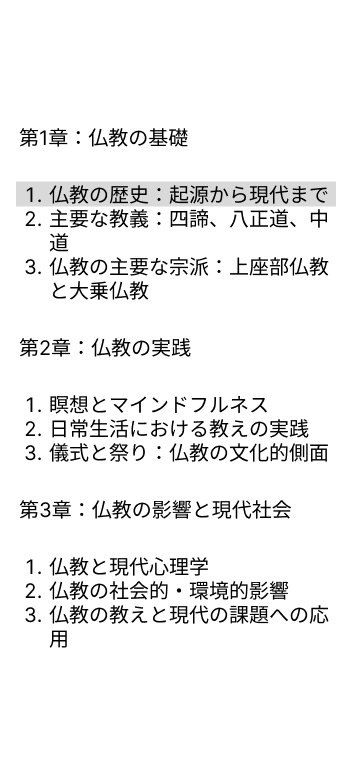 第1章：仏教の基礎
1. 仏教の歴史：起源から現代まで
2. 主要な教義：四諦、八正道、中
道
3. 仏教の主要な宗派：上座部仏教
と大乗仏教
第2章：仏教の実践
1. 瞑想とマインドフルネス
2. 日常生活における教えの実践
3. 儀式と祭り：仏教の文化的側面
第3章：仏教の影響と現代社会
1. 仏教と現代心理学
2. 仏教の社会的・環境的影響
3. 仏教の教えと現代の課題への応
用